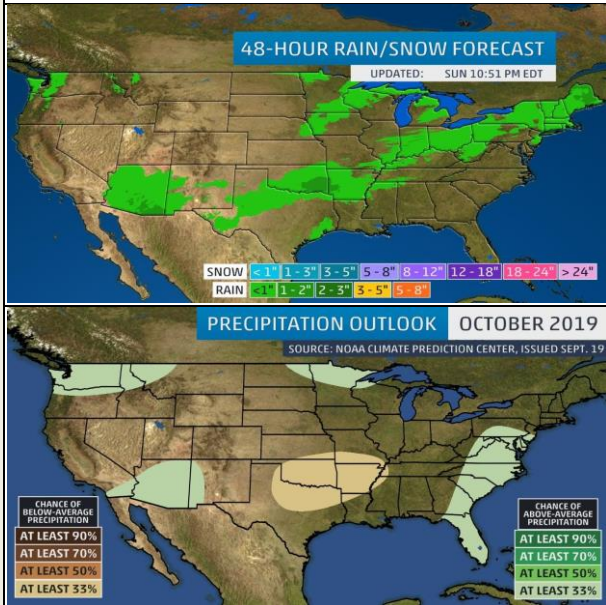 48-HOUR RAIN/SNOW FORECAST
UPDATED: SUN 10:51 PM EDT
SNOW <1" 1 - 3" 3 - 5" 5 - 8" 8 - 12" 12 - 18" 18 - 24" > 24"
RAIN <1" 1 - 2" 2 - 3" 3 - 5" 5 - 8"
PRECIPITATION OUTLOOK OCTOBER 2019
SOURCE: NOAA CLIMATE PREDICTION CENTER, ISSUED SEPT. 19
CHANCE OF
BELOW-AVERAGE
PRECIPITATION
AT LEAST 90%
AT LEAST 70%
AT LEAST 50%
AT LEAST 33%
CHANCE OF
ABOVE-AVERAGE
PRECIPITATION
AT LEAST 90%
AT LEAST 70%
AT LEAST 50%
AT LEAST 33%